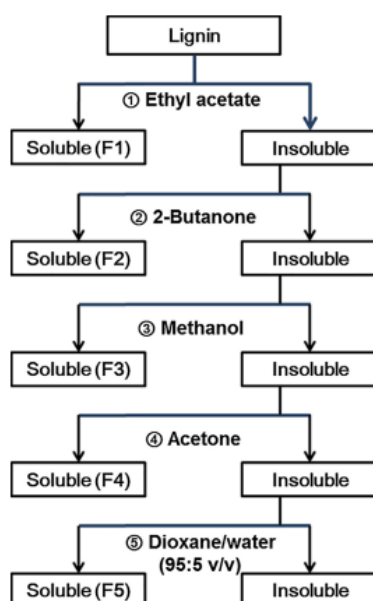 Lignin
① Ethyl acetate
Soluble (F1)
Insoluble
② 2-Butanone
Soluble (F2)
Insoluble
③ Methanol
Soluble (F3)
Insoluble
④ Acetone
Soluble (F4)
Insoluble
⑤ Dioxane/water
(95:5 v/v)
Soluble (F5)
Insoluble